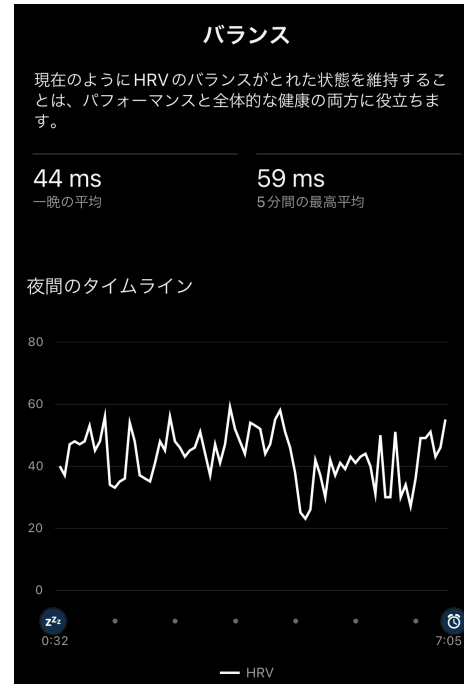 バランス
現在のようにHRVのバランスがとれた状態を維持するこ
とは、パフォーマンスと全体的な健康の両方に役立ちま
す。
44 ms
59 ms
一晩の平均
5分間の最高平均
夜間のタイムライン
80
60
40
20
0
zzz
0:32
7:05
HRV